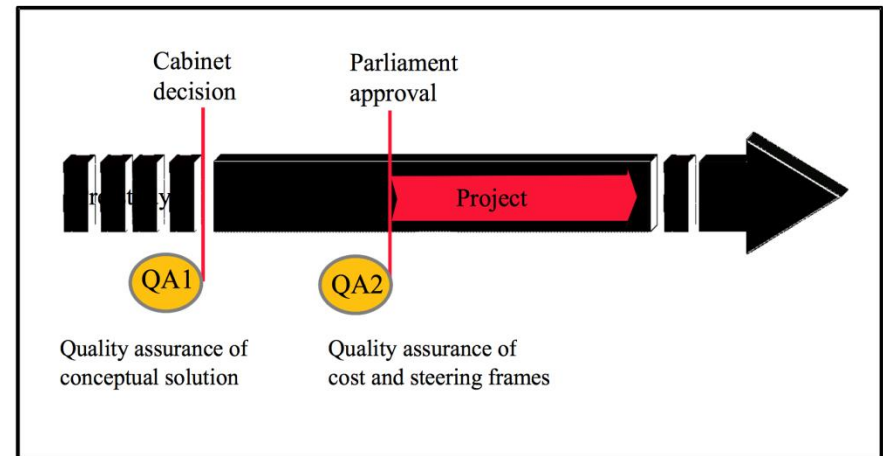 Cabinet
decision
Parliament
approval
Project
QA1
QA2
Quality assurance of
conceptual solution
Quality assurance of
cost and steering frames